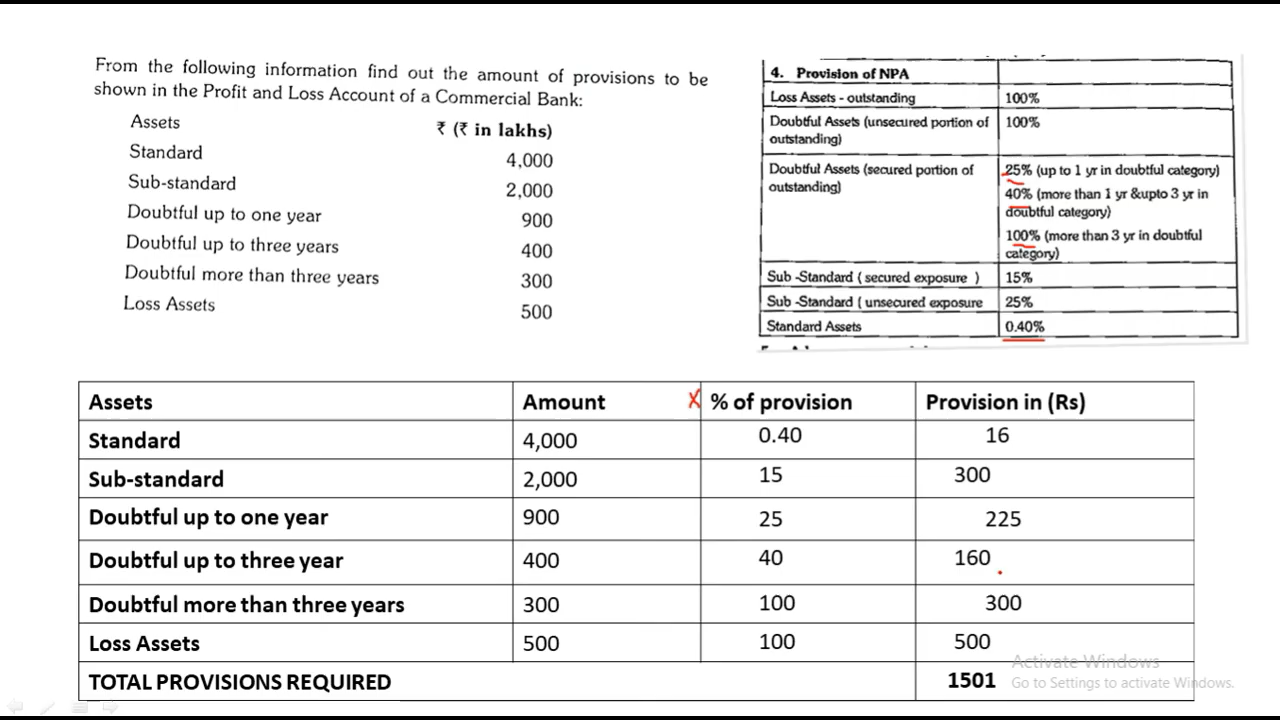 From the following information find out the amount of provisions to be
shown in the Profit and Loss Account of a Commercial Bank:
Assets ₹ (₹ in lakhs)
Standard 4,000
Sub-standard 2,000
Doubtful up to one year 900
Doubtful up to three years 400
Doubtful more than three years 300
Loss Assets 500
4. Provision of NPA
Loss Assets - outstanding 100%
Doubtful Assets (unsecured portion of 100%
outstanding)
Doubtful Assets (secured portion of 25% (up to 1 yr in doubtful category)
outstanding)
40% (more than 1 yr &upto 3 yr in
doubtful category)
100% (more than 3 yr in doubtful
category)
Sub -Standard ( secured exposure ) 15%
Sub -Standard ( unsecured exposure 25%
Standard Assets 0.40%
Assets Amount X % of provision Provision in (Rs)
Standard 4,000 0.40 16
Sub-standard 2,000 15 300
Doubtful up to one year 900 25 225
Doubtful up to three year 400 40 160
Doubtful more than three years 300 100 300
Loss Assets 500 100 500
TOTAL PROVISIONS REQUIRED 1501
Activate Windows
Go to Settings to activate Windows.